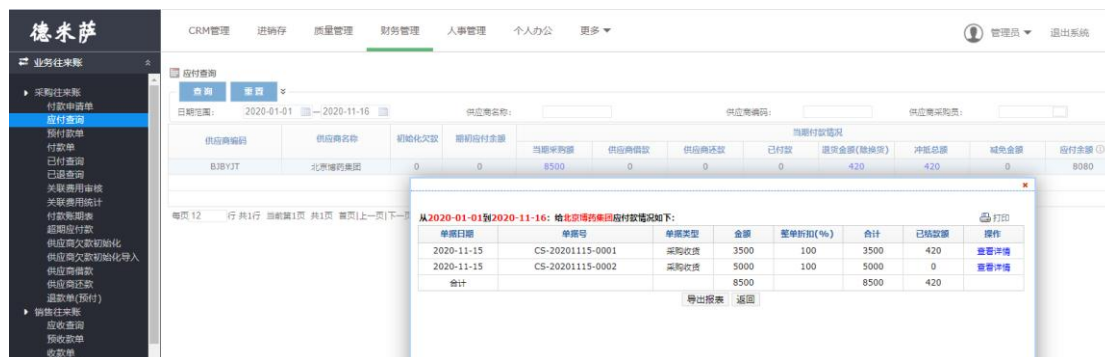 德米萨
CRM管理 进销存 质量管理 财务管理 人事管理 个人办公 更多▼
管理员▼ 退出系统
业务往来账
采购往来账
付款申请单
应付查询
预付款单
付款单
已付查询
已退查询
关联费用审核
关联费用统计
付款账期表
超期应付款
供应商欠款初始化
供应商欠款初始化导入
供应商借款
供应商还款
退款单(预付)
销售往来账
应收查询
预收款单
收款单
应付查询
查询 重置
日期范围： 2020-01-01 — 2020-11-16 供应商名称： 供应商编码： 供应商采购员：
供应商编码 供应商名称 初始化欠款 期初应付余额 当期付款情况
当期采购额 供应商借款 供应商还款 已付款 退货金额(除换货) 冲抵总额 减免金额 应付余额
BJBYJT 北京博药集团 0 0 8500 0 0 0 420 420 0 8080
每页 12 行 共1行 当前第1页 共1页 首页|上一页|下一页
从2020-01-01到2020-11-16：给北京博药集团应付款情况如下：
打印
单据日期 单据号 单据类型 金额 整单折扣(%) 合计 已结款额 操作
2020-11-15 CS-20201115-0001 采购收货 3500 100 3500 420 查看详情
2020-11-15 CS-20201115-0002 采购收货 5000 100 5000 0 查看详情
合计 8500 8500 420
导出报表 返回